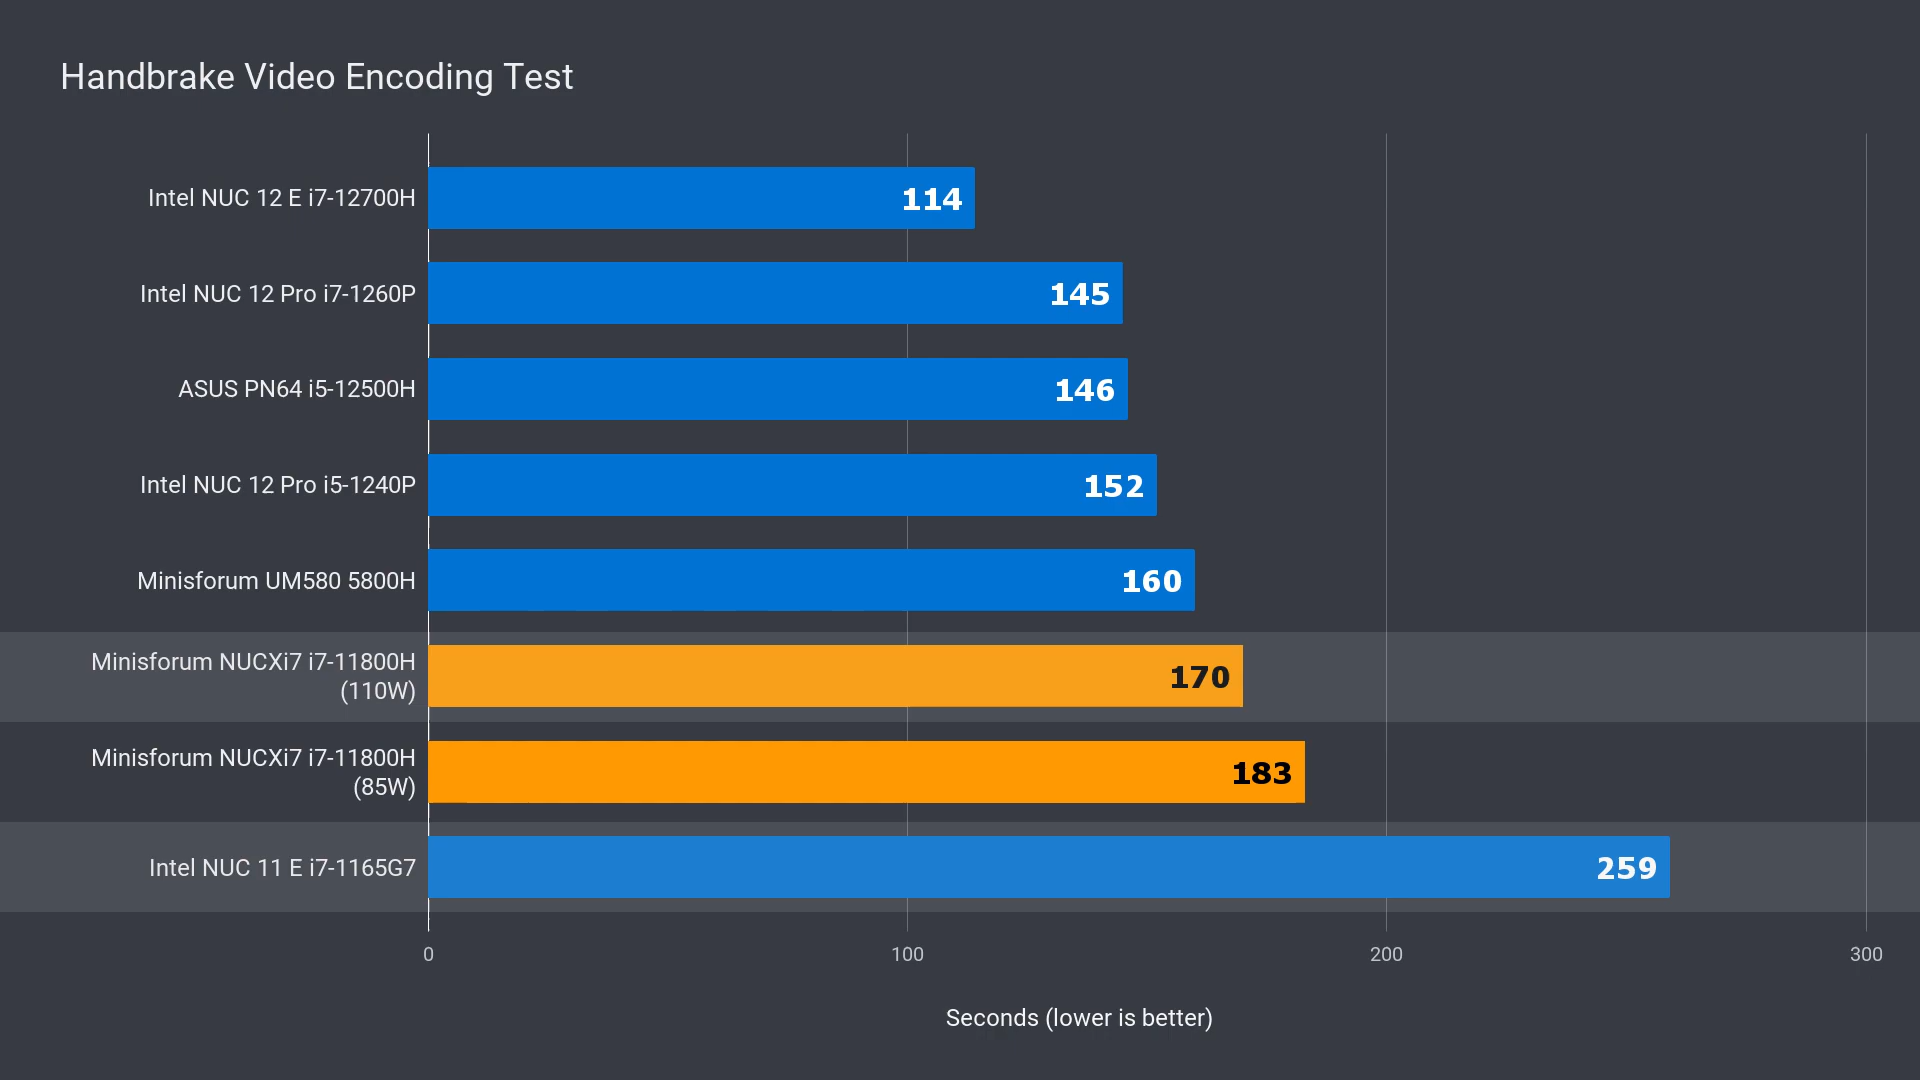 Handbrake Video Encoding Test
Intel NUC 12 E i7-12700H
114
Intel NUC 12 Pro i7-1260P
145
ASUS PN64 i5-12500H
146
Intel NUC 12 Pro i5-1240P
152
Minisforum UM580 5800H
160
Minisforum NUCXi7 i7-11800H
(110W)
170
Minisforum NUCXi7 i7-11800H
(85W)
183
Intel NUC 11 E i7-1165G7
259
0
100
200
300
Seconds (lower is better)